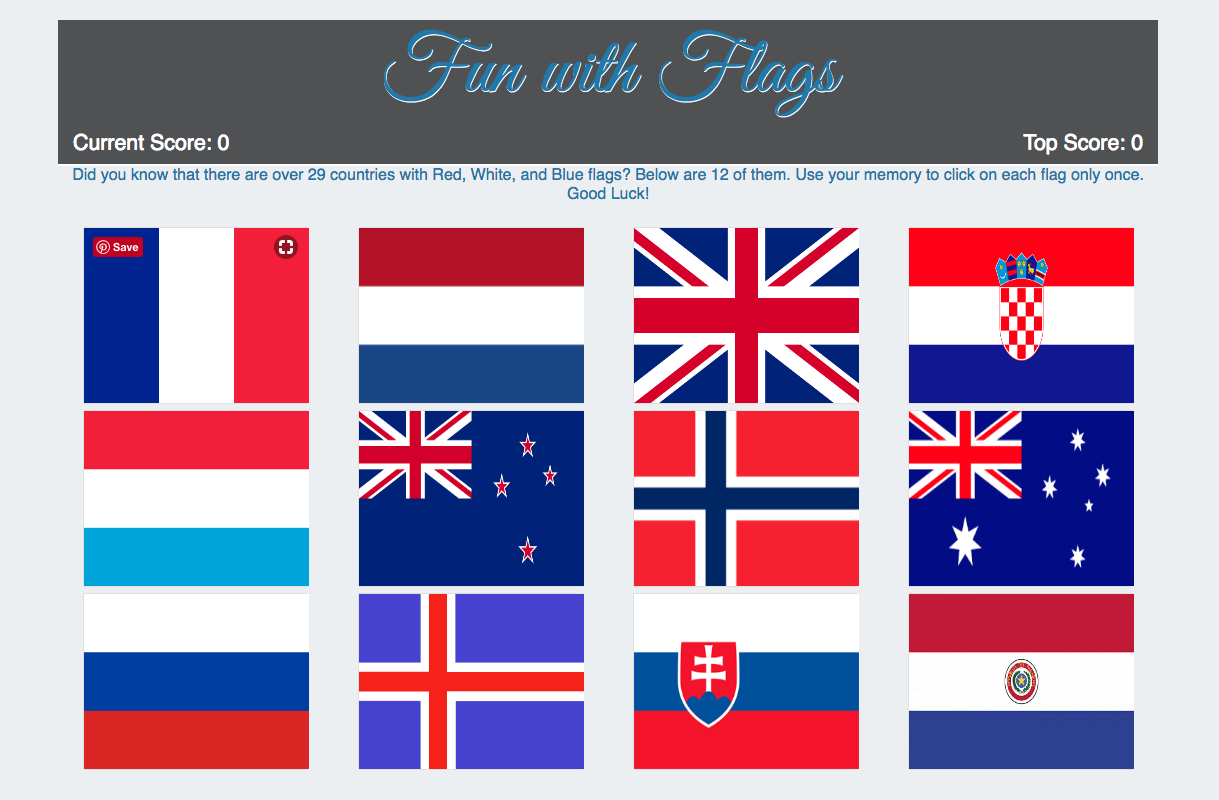 Fun with Flags
Current Score: 0
Top Score: 0
Did you know that there are over 29 countries with Red, White, and Blue flags? Below are 12 of them. Use your memory to click on each flag only once.
Good Luck!
Save